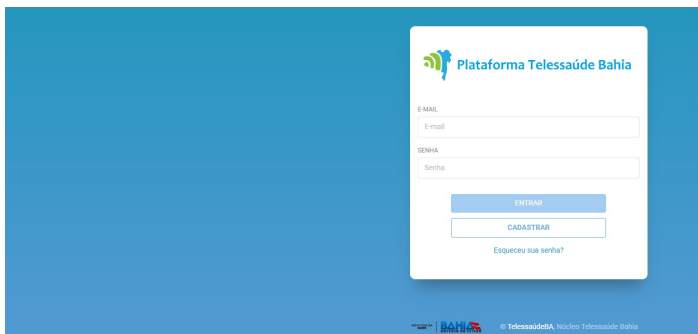 Plataforma Telessaúde Bahia
E-MAIL
E-mail
SENHA
Senha
ENTRAR
CADASTRAR
Esqueceu sua senha?
BAHIA © TelessaúdeBA, Núcleo Telessaúde Bahia